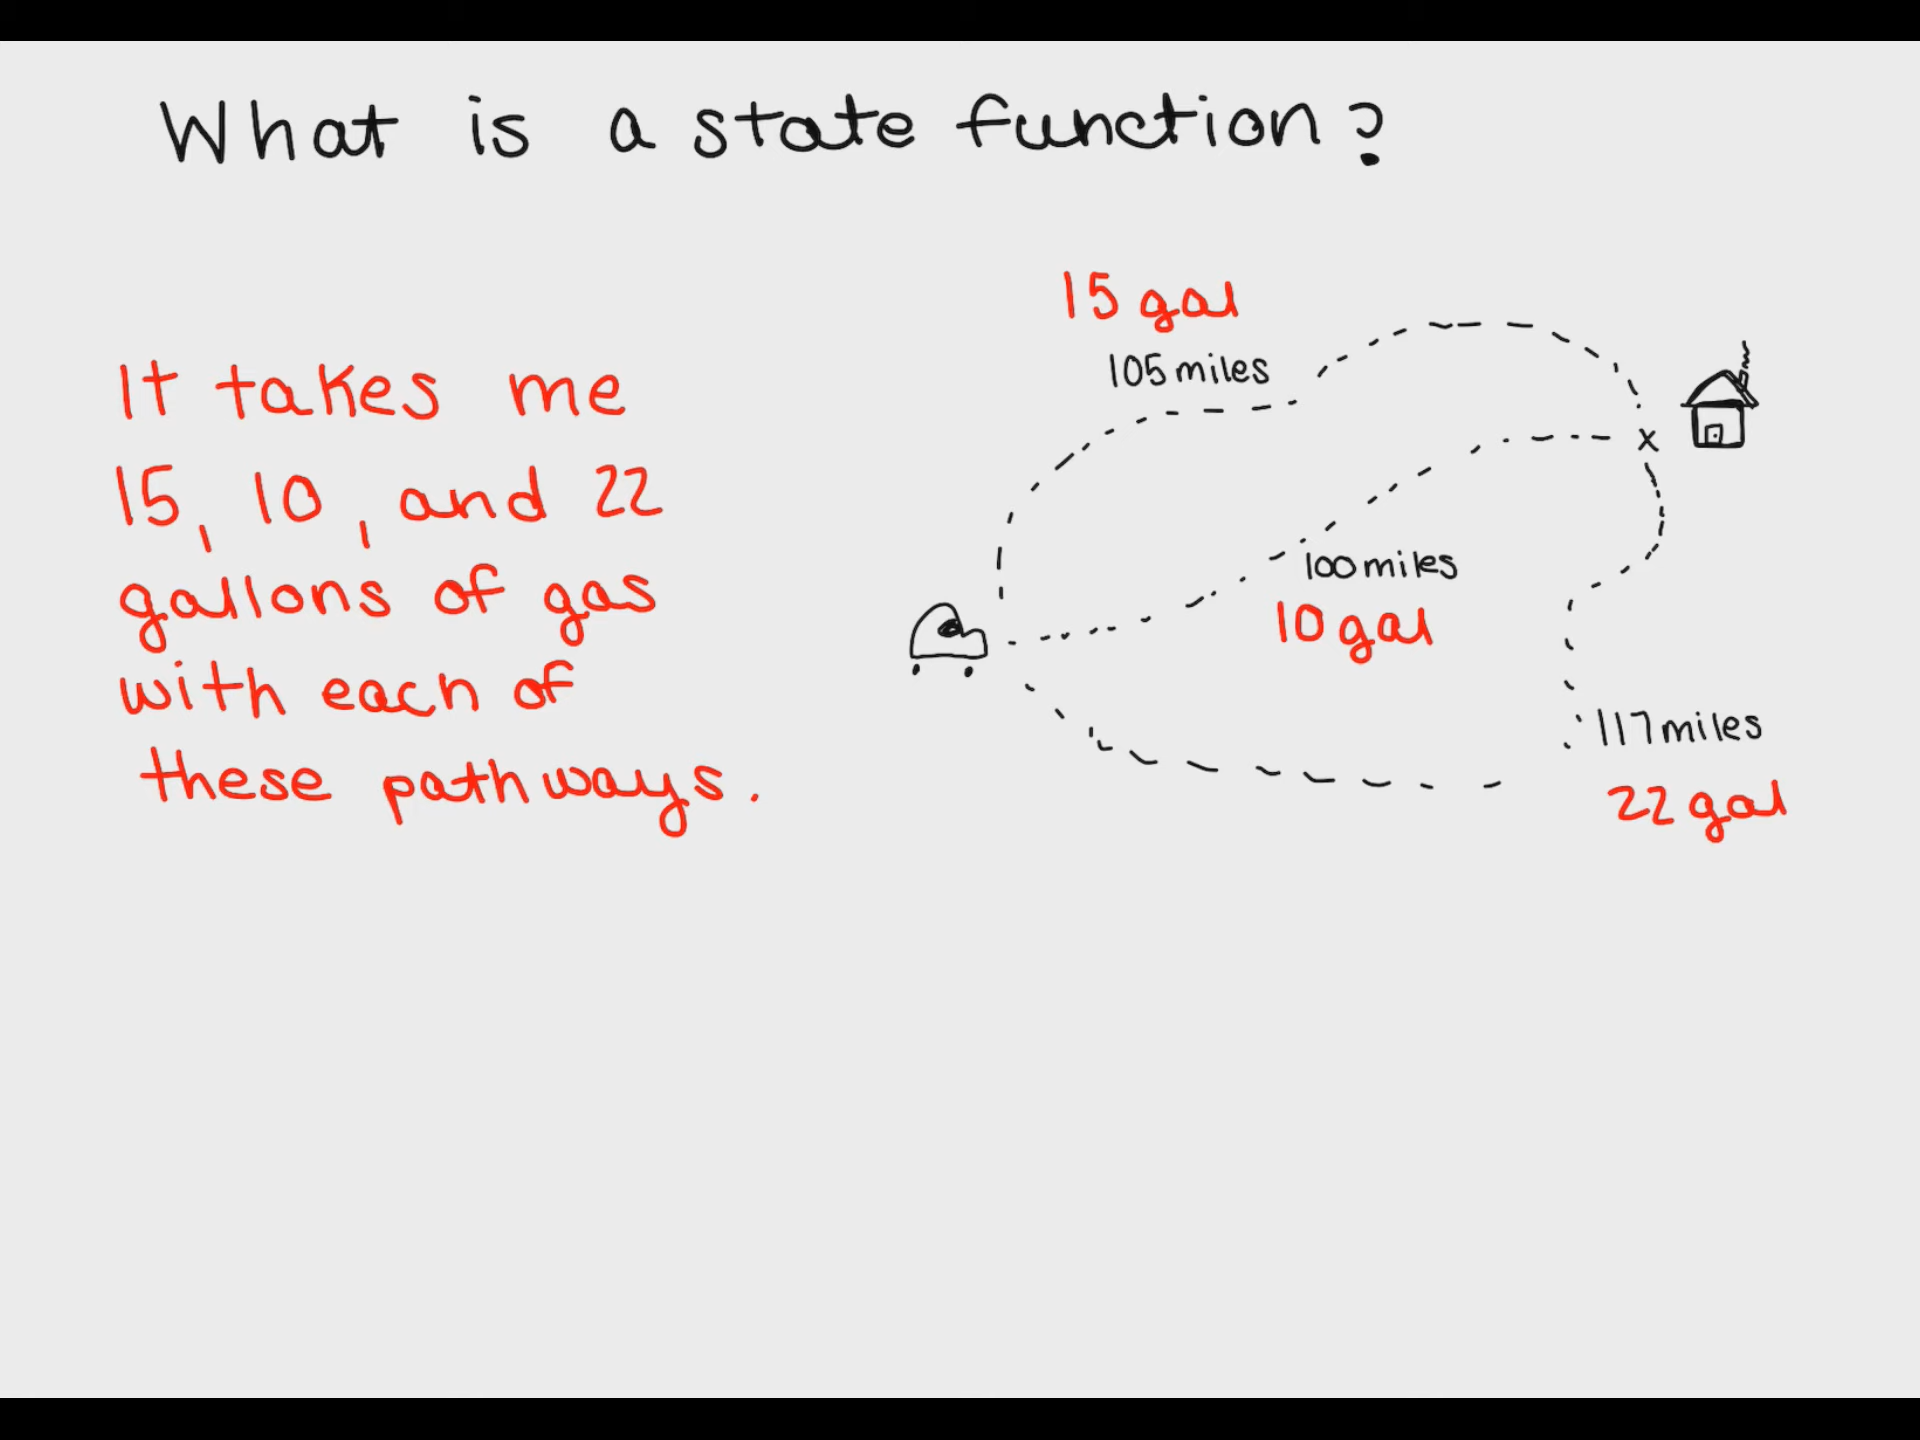 What is a state function?
15 gal
105 miles
It takes me
15, 10, and 22
gallons of gas
with each of
these pathways.
x
100 miles
10 gal
117 miles
22 gal